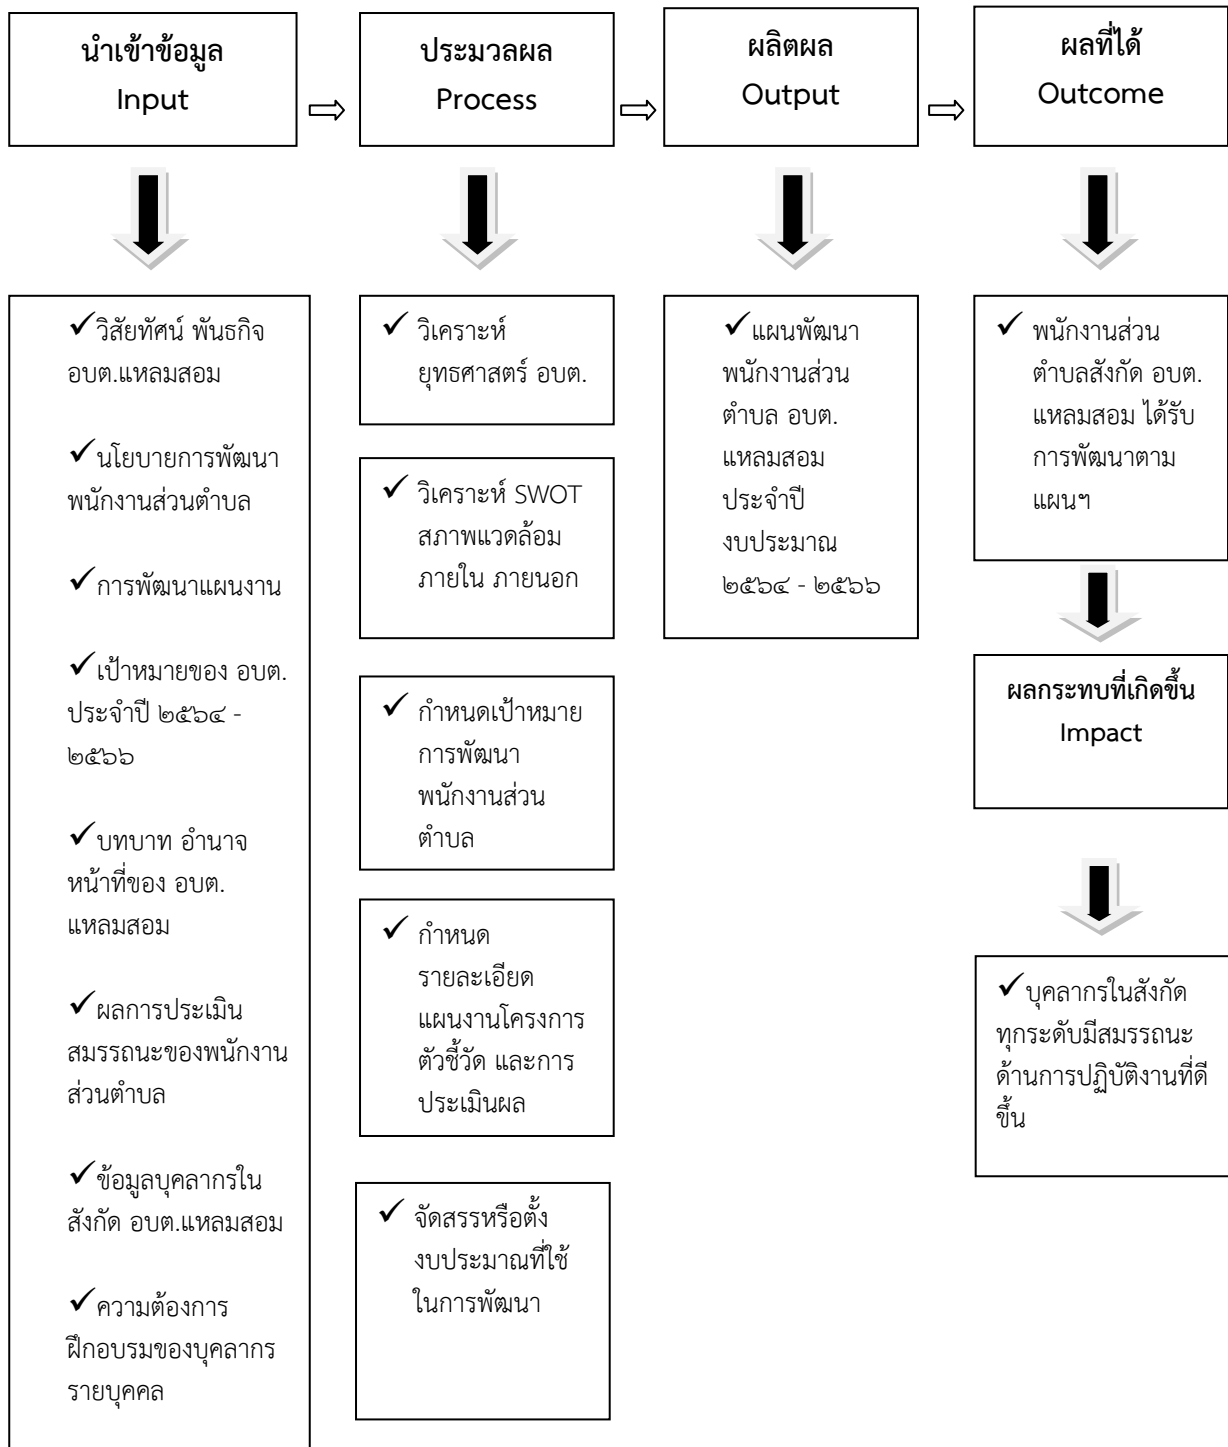 นำเข้าข้อมูล
Input
ประมวลผล
Process
ผลิตผล
Output
ผลที่ได้
Outcome
✓วิสัยทัศน์ พันธกิจ
อบต.แหลมสอม
✓นโยบายการพัฒนา
พนักงานส่วนตำบล
✓การพัฒนาแผนงาน
✓เป้าหมายของ อบต.
ประจำปี ๒๕๖๔ -
๒๕๖๖
✓บทบาท อำนาจ
หน้าที่ของ อบต.
แหลมสอม
✓ผลการประเมิน
สมรรถนะของพนักงาน
ส่วนตำบล
✓ข้อมูลบุคลากรใน
สังกัด อบต.แหลมสอม
✓ความต้องการ
ฝึกอบรมของบุคลากร
รายบุคคล
✓ วิเคราะห์
ยุทธศาสตร์ อบต.
✓ วิเคราะห์ SWOT
สภาพแวดล้อม
ภายใน ภายนอก
✓ กำหนดเป้าหมาย
การพัฒนา
พนักงานส่วน
ตำบล
✓ กำหนด
รายละเอียด
แผนงานโครงการ
ตัวชี้วัด และการ
ประเมินผล
✓ จัดสรรหรือตั้ง
งบประมาณที่ใช้
ในการพัฒนา
✓แผนพัฒนา
พนักงานส่วน
ตำบล อบต.
แหลมสอม
ประจำปี
งบประมาณ
๒๕๖๔ - ๒๕๖๖
✓ พนักงานส่วน
ตำบลสังกัด อบต.
แหลมสอม ได้รับ
การพัฒนาตาม
แผนฯ
ผลกระทบที่เกิดขึ้น
Impact
✓บุคลากรในสังกัด
ทุกระดับมีสมรรถนะ
ด้านการปฏิบัติงานที่ดี
ขึ้น